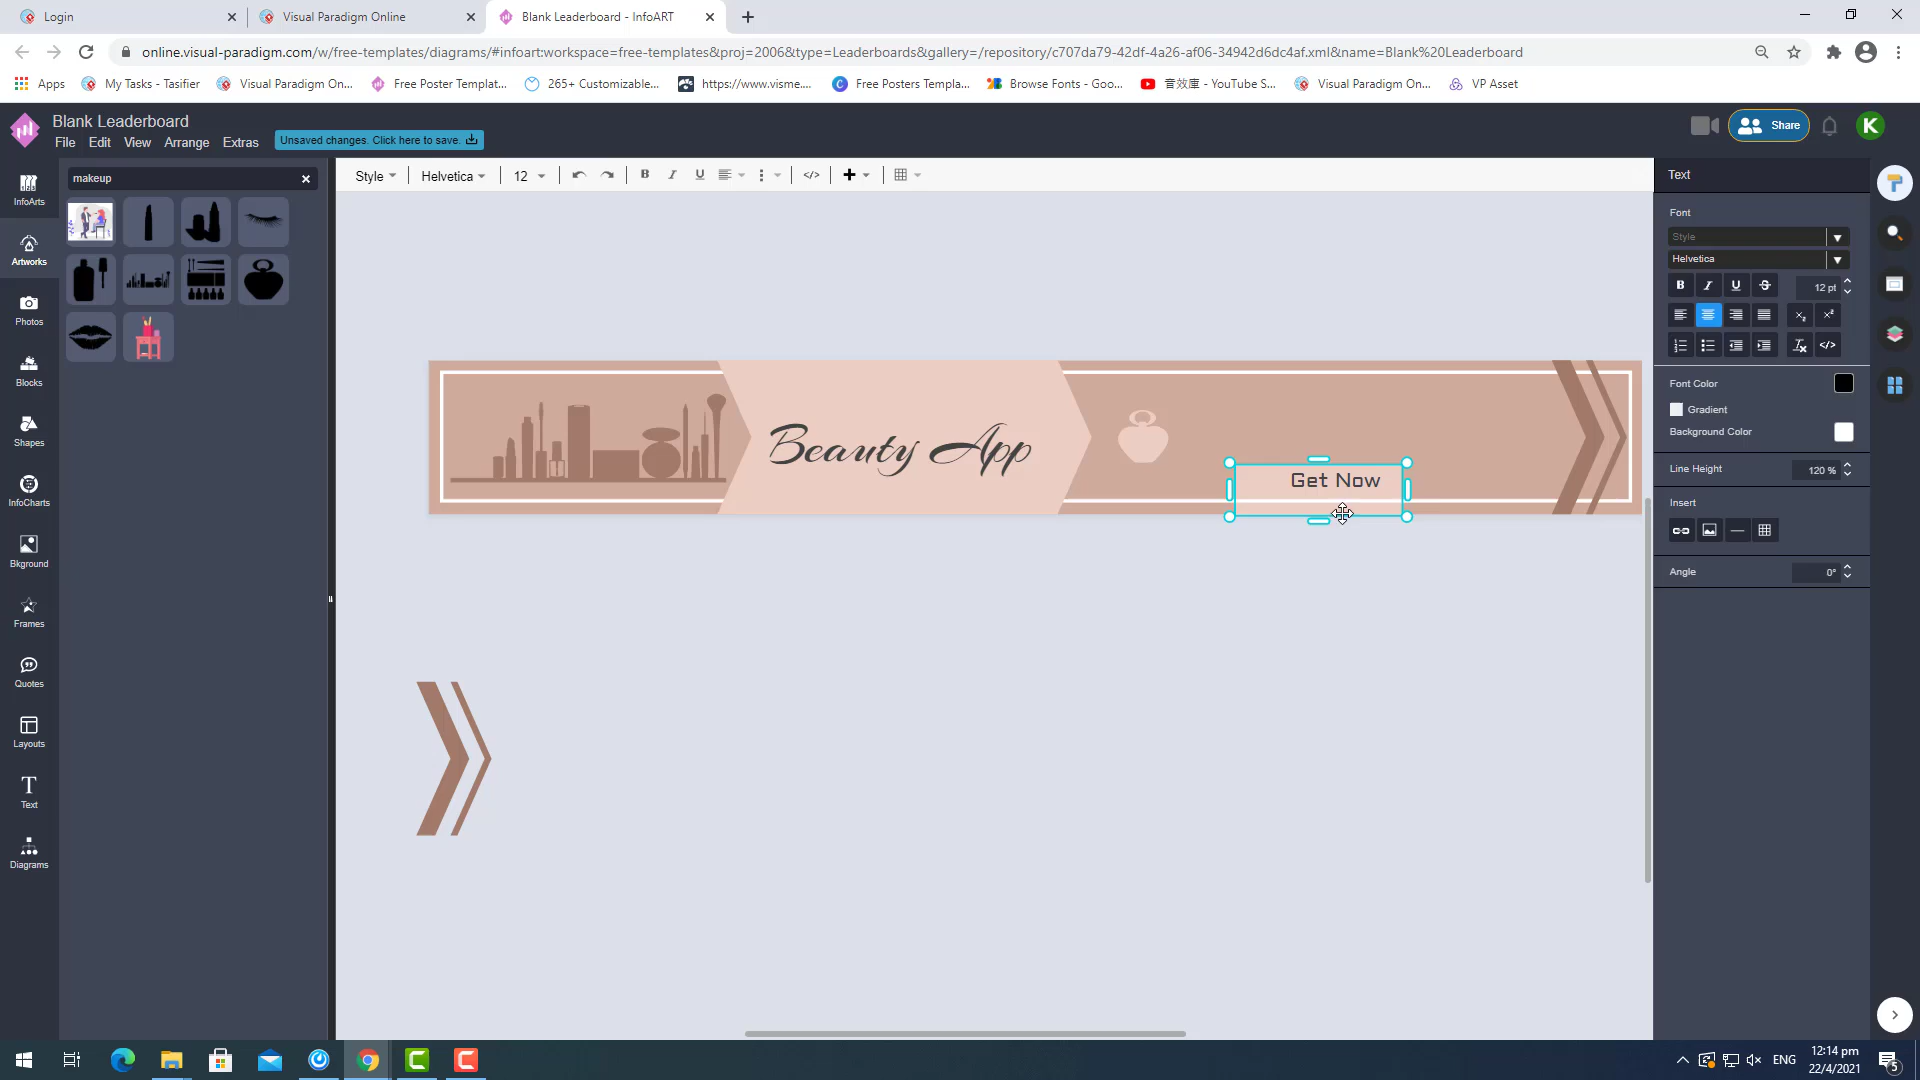 Login
Visual Paradigm Online
Blank Leaderboard - InfoART
online.visual-paradigm.com/w/free-templates/diagrams/#infoart:workspace=free-templates&proj=2006&type=Leaderboards&gallery=/repository/c707da79-42df-4a26-af06-34942d6dc4af.xml&name=Blank%20Leaderboard
Apps
My Tasks - Tasifier
Visual Paradigm On...
Free Poster Templat...
265+ Customizable...
https://www.visme....
Free Posters Templa...
Browse Fonts - Goo...
音效庫 - YouTube S...
Visual Paradigm On...
VP Asset
Blank Leaderboard
File Edit View Arrange Extras
Unsaved changes. Click here to save.
Share
K
InfoArts
Artworks
Photos
Blocks
Shapes
InfoCharts
Bkground
Frames
Quotes
Layouts
Text
Diagrams
makeup
Style
Helvetica
12
B I U
Beauty App
Get Now
Text
Font
Style
Helvetica
B I U S
12 pt
Font Color
Gradient
Background Color
Line Height
120 %
Insert
Angle
0°
ENG
12:14 pm
22/4/2021
5